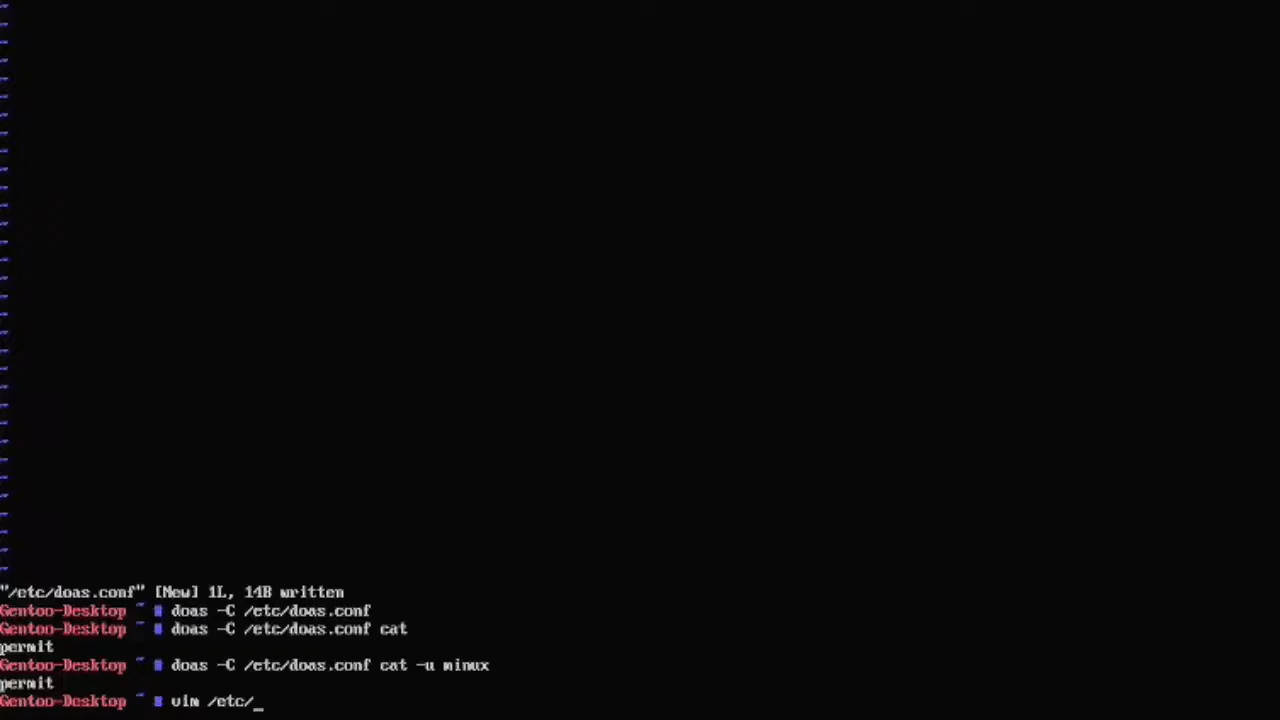 "/etc/doas.conf" [New] 1L, 14B written
Gentoo-Desktop ~ # doas -C /etc/doas.conf
Gentoo-Desktop ~ # doas -C /etc/doas.conf cat
permit
Gentoo-Desktop ~ # doas -C /etc/doas.conf cat -u minux
permit
Gentoo-Desktop ~ # vim /etc/_